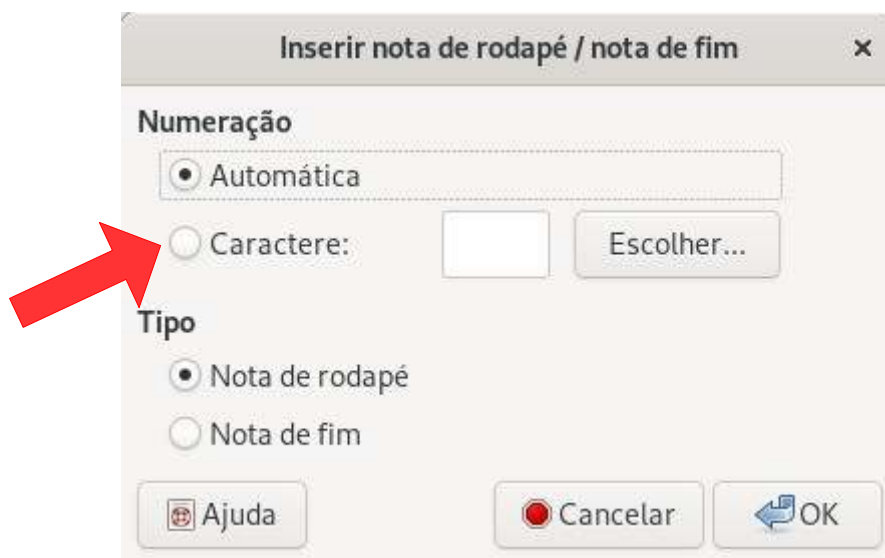 Inserir nota de rodapé / nota de fim
Numeração
Automática
Caractere: Escolher...
Tipo
Nota de rodapé
Nota de fim
Ajuda Cancelar OK